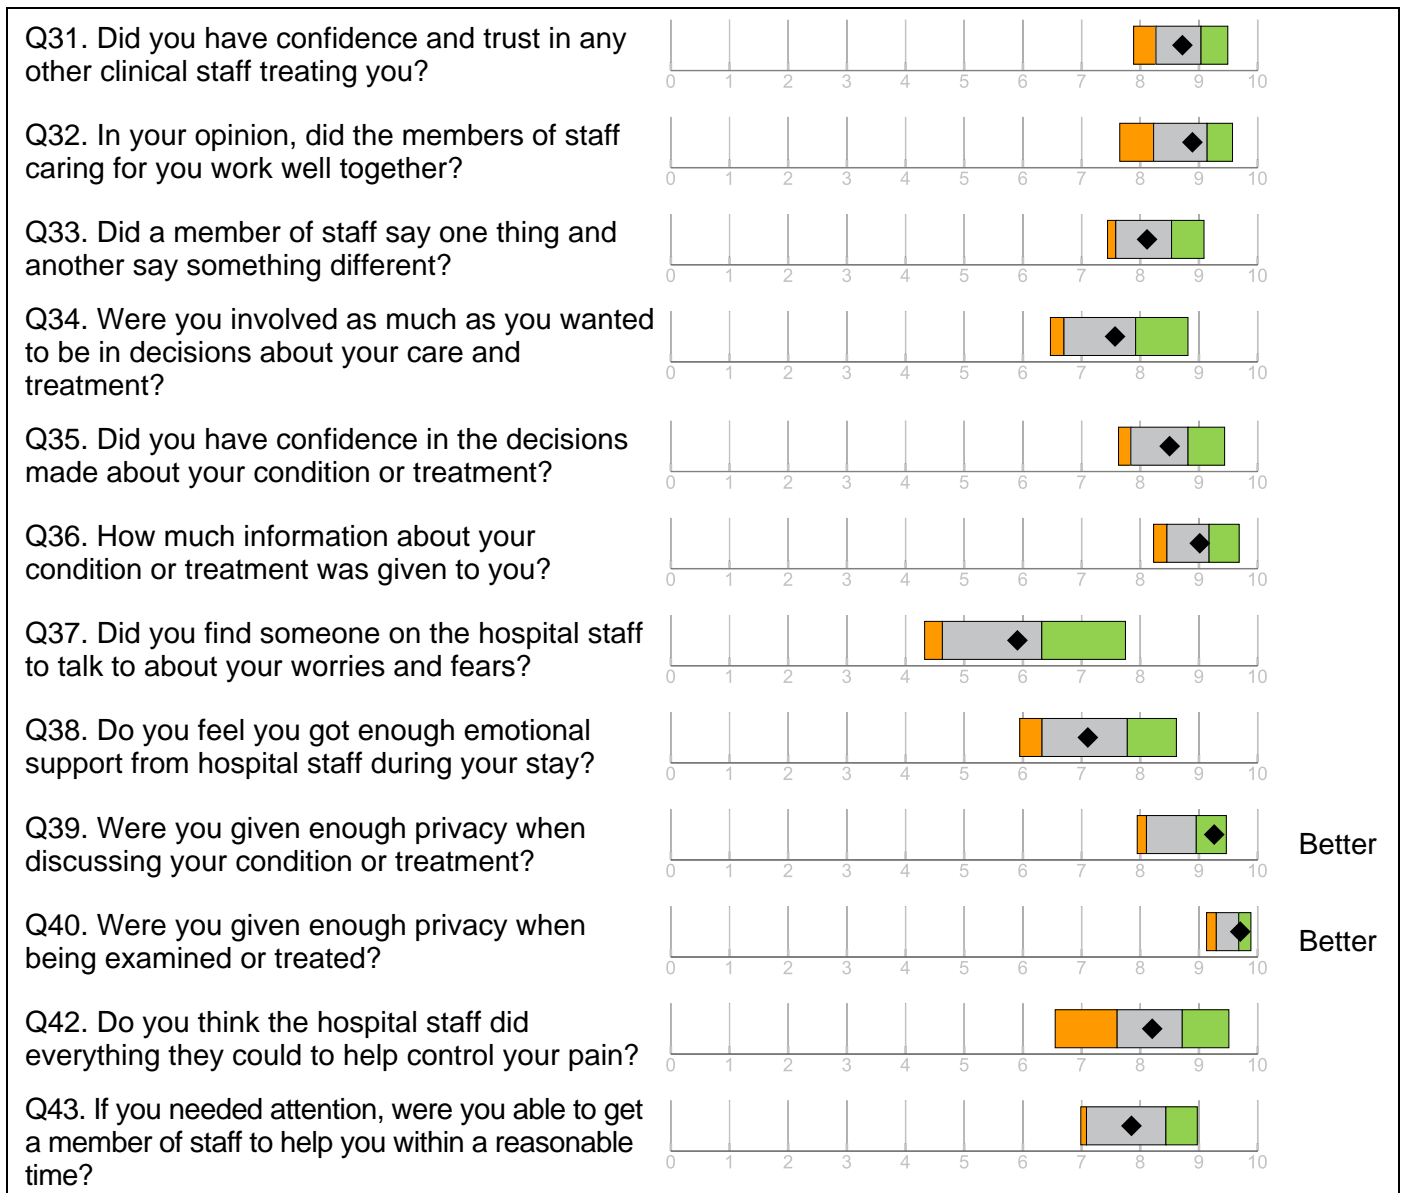 Q31. Did you have confidence and trust in any
other clinical staff treating you?
0 1 2 3 4 5 6 7 8 9 10
Q32. In your opinion, did the members of staff
caring for you work well together?
0 1 2 3 4 5 6 7 8 9 10
Q33. Did a member of staff say one thing and
another say something different?
0 1 2 3 4 5 6 7 8 9 10
Q34. Were you involved as much as you wanted
to be in decisions about your care and
treatment?
0 1 2 3 4 5 6 7 8 9 10
Q35. Did you have confidence in the decisions
made about your condition or treatment?
0 1 2 3 4 5 6 7 8 9 10
Q36. How much information about your
condition or treatment was given to you?
0 1 2 3 4 5 6 7 8 9 10
Q37. Did you find someone on the hospital staff
to talk to about your worries and fears?
0 1 2 3 4 5 6 7 8 9 10
Q38. Do you feel you got enough emotional
support from hospital staff during your stay?
0 1 2 3 4 5 6 7 8 9 10
Q39. Were you given enough privacy when
discussing your condition or treatment?
0 1 2 3 4 5 6 7 8 9 10
Better
Q40. Were you given enough privacy when
being examined or treated?
0 1 2 3 4 5 6 7 8 9 10
Better
Q42. Do you think the hospital staff did
everything they could to help control your pain?
0 1 2 3 4 5 6 7 8 9 10
Q43. If you needed attention, were you able to get
a member of staff to help you within a reasonable
time?
0 1 2 3 4 5 6 7 8 9 10